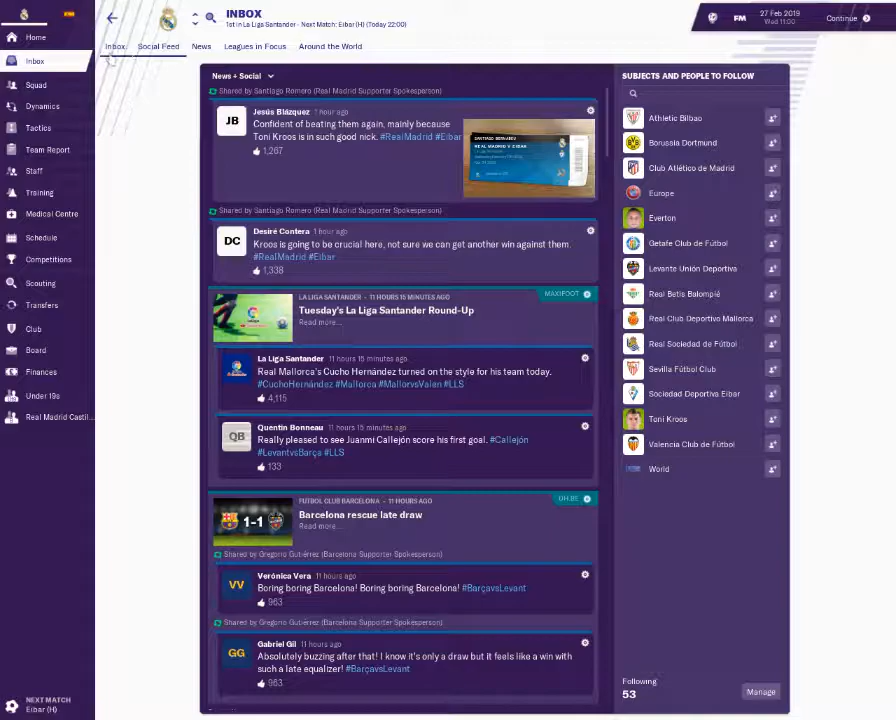 INBOX
1st in La Liga Santander - Next Match: Eibar (H) (Today 22:00)
FM
27 Feb 2019
Wed 11:00
Continue
Inbox
Social Feed
News
Leagues in Focus
Around the World
Home
Inbox
Squad
Dynamics
Tactics
Team Report
Staff
Training
Medical Centre
Schedule
Competitions
Scouting
Transfers
Club
Board
Finances
Under 19s
Real Madrid Castil...
NEXT MATCH
Eibar (H)
News + Social
Shared by Santiago Romero (Real Madrid Supporter Spokesperson)
JB
Jesús Blázquez 1 hour ago
Confident of beating them again, mainly because
Toni Kroos is in such good nick. #RealMadrid #Eibar
1,267
SANTIAGO BERNABÉU
REAL MADRID V EIBAR
Shared by Santiago Romero (Real Madrid Supporter Spokesperson)
DC
Desiré Contera 1 hour ago
Kroos is going to be crucial here, not sure we can get another win against them.
#RealMadrid #Eibar
1,338
LA LIGA SANTANDER - 11 HOURS 15 MINUTES AGO
MAXIFOOT
Tuesday's La Liga Santander Round-Up
Read more...
La Liga Santander 11 hours 15 minutes ago
Real Mallorca's Cucho Hernández turned on the style for his team today.
#CuchoHernández #Mallorca #MallorvsValen #LLS
4,115
QB
Quentin Bonneau 11 hours 15 minutes ago
Really pleased to see Juanmi Callejón score his first goal. #Callejón
#LevantvsBarça #LLS
133
FÚTBOL CLUB BARCELONA - 11 HOURS AGO
UH.BE
1-1
Barcelona rescue late draw
Read more...
Shared by Gregorio Gutiérrez (Barcelona Supporter Spokesperson)
VV
Verónica Vera 11 hours ago
Boring boring Barcelona! Boring boring Barcelona! #BarçavsLevant
963
Shared by Gregorio Gutiérrez (Barcelona Supporter Spokesperson)
GG
Gabriel Gil 11 hours ago
Absolutely buzzing after that! I know it's only a draw but it feels like a win with
such a late equalizer! #BarçavsLevant
963
SUBJECTS AND PEOPLE TO FOLLOW
Athletic Bilbao
Borussia Dortmund
Club Atlético de Madrid
Europe
Everton
Getafe Club de Fútbol
Levante Unión Deportiva
Real Betis Balompié
Real Club Deportivo Mallorca
Real Sociedad de Fútbol
Sevilla Fútbol Club
Sociedad Deportiva Eibar
Toni Kroos
Valencia Club de Fútbol
World
Following
53
Manage